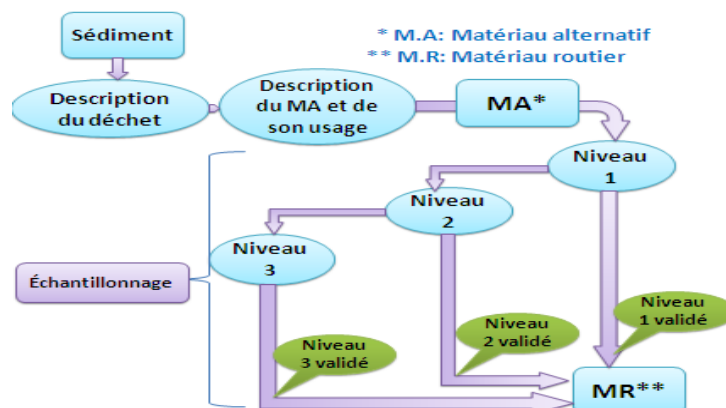 Sédiment
* M.A: Matériau alternatif
** M.R: Matériau routier
Description
du déchet
Description
du MA et de
son usage
MA*
Niveau
1
Niveau
2
Niveau
3
Échantillonnage
Niveau
1 validé
Niveau
2 validé
Niveau
3 validé
MR**